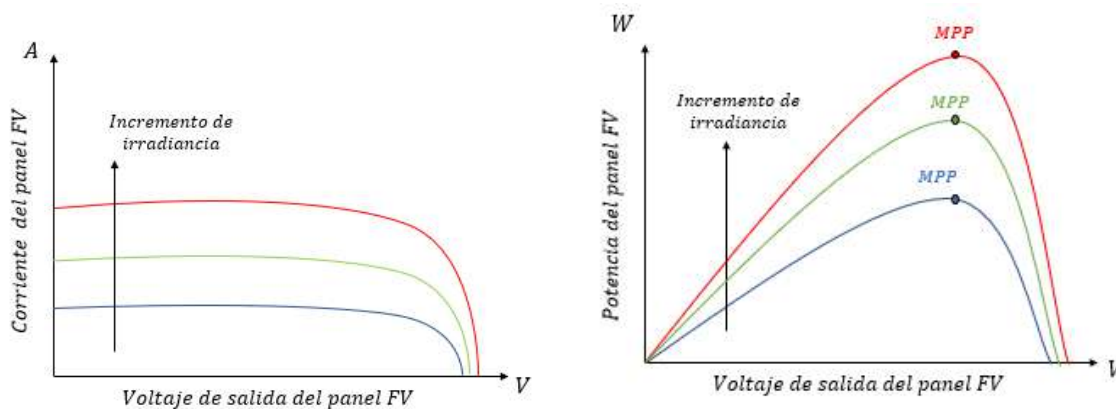 A
Corriente del panel FV
Incremento de
irradiancia
V
Voltaje de salida del panel FV
W
Potencia del panel FV
Incremento de
irradiancia
MPP
MPP
MPP
V
Voltaje de salida del panel FV